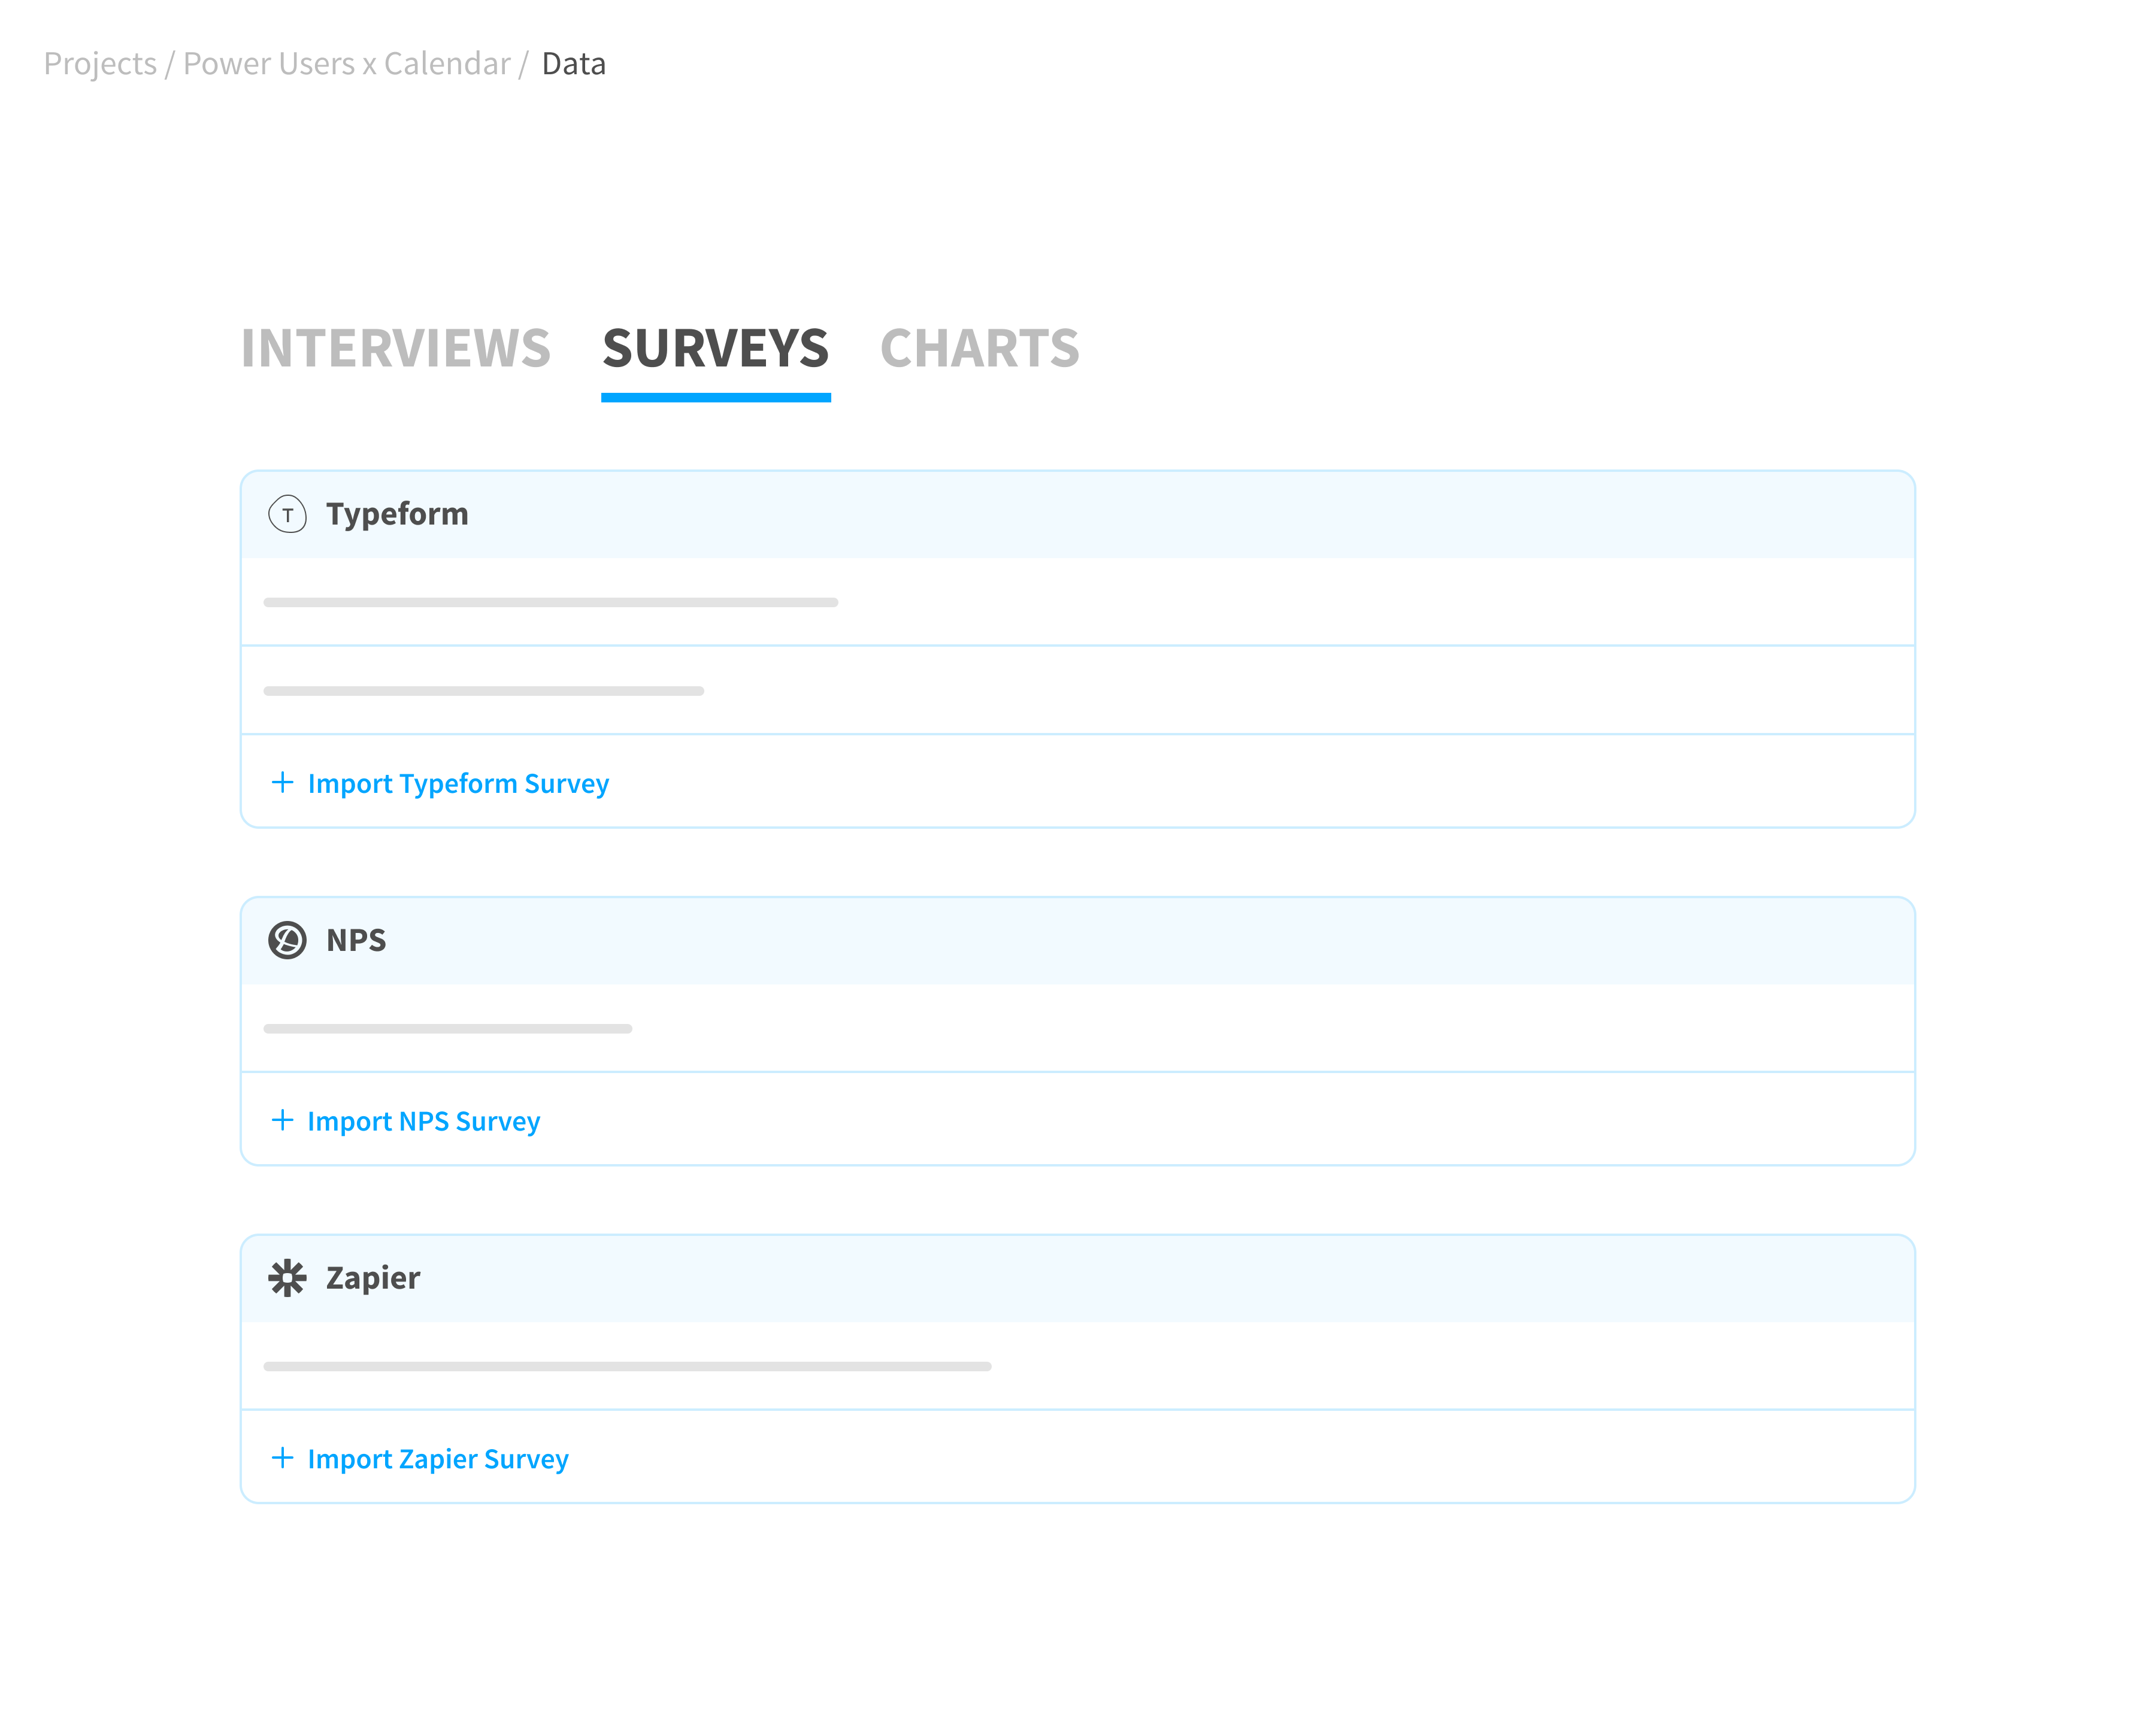 Projects / Power Users x Calendar / Data
INTERVIEWS SURVEYS CHARTS
T Typeform
+ Import Typeform Survey
NPS
+ Import NPS Survey
Zapier
+ Import Zapier Survey